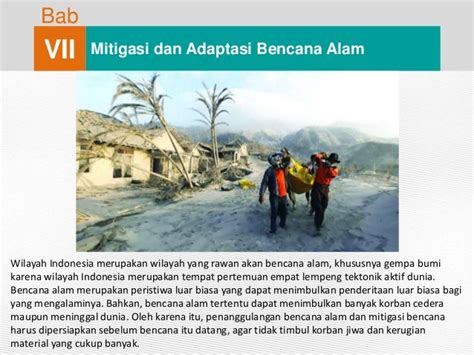 Bab
VII
Mitigasi dan Adaptasi Bencana Alam
Wilayah Indonesia merupakan wilayah yang rawan akan bencana alam, khususnya gempa bumi
karena wilayah Indonesia merupakan tempat pertemuan empat lempeng tektonik aktif dunia.
Bencana alam merupakan peristiwa luar biasa yang dapat menimbulkan penderitaan luar biasa bagi
yang mengalaminya. Bahkan, bencana alam tertentu dapat menimbulkan banyak korban cedera
maupun meninggal dunia. Oleh karena itu, penanggulangan bencana alam dan mitigasi bencana
harus dipersiapkan sebelum bencana itu datang, agar tidak timbul korban jiwa dan kerugian
material yang cukup banyak.